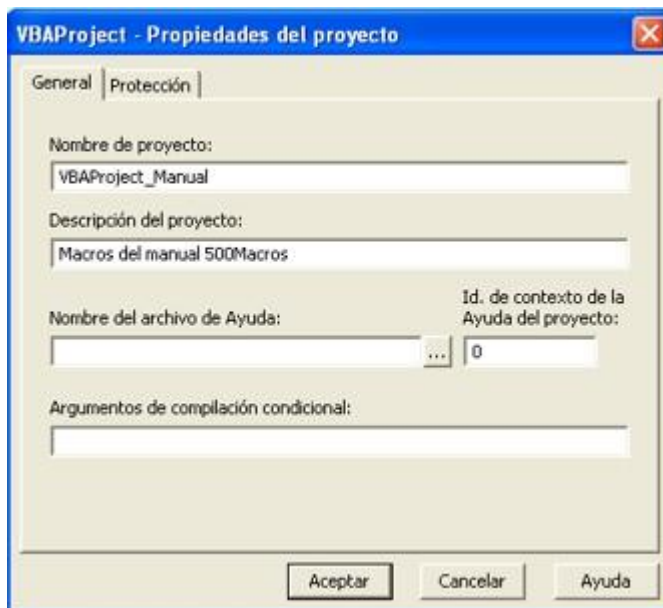 VBAProject - Propiedades del proyecto
General
Protección
Nombre de proyecto:
VBAProject_Manual
Descripción del proyecto:
Macros del manual 500Macros
Nombre del archivo de Ayuda:
Id. de contexto de la
Ayuda del proyecto:
...
0
Argumentos de compilación condicional:
Aceptar
Cancelar
Ayuda